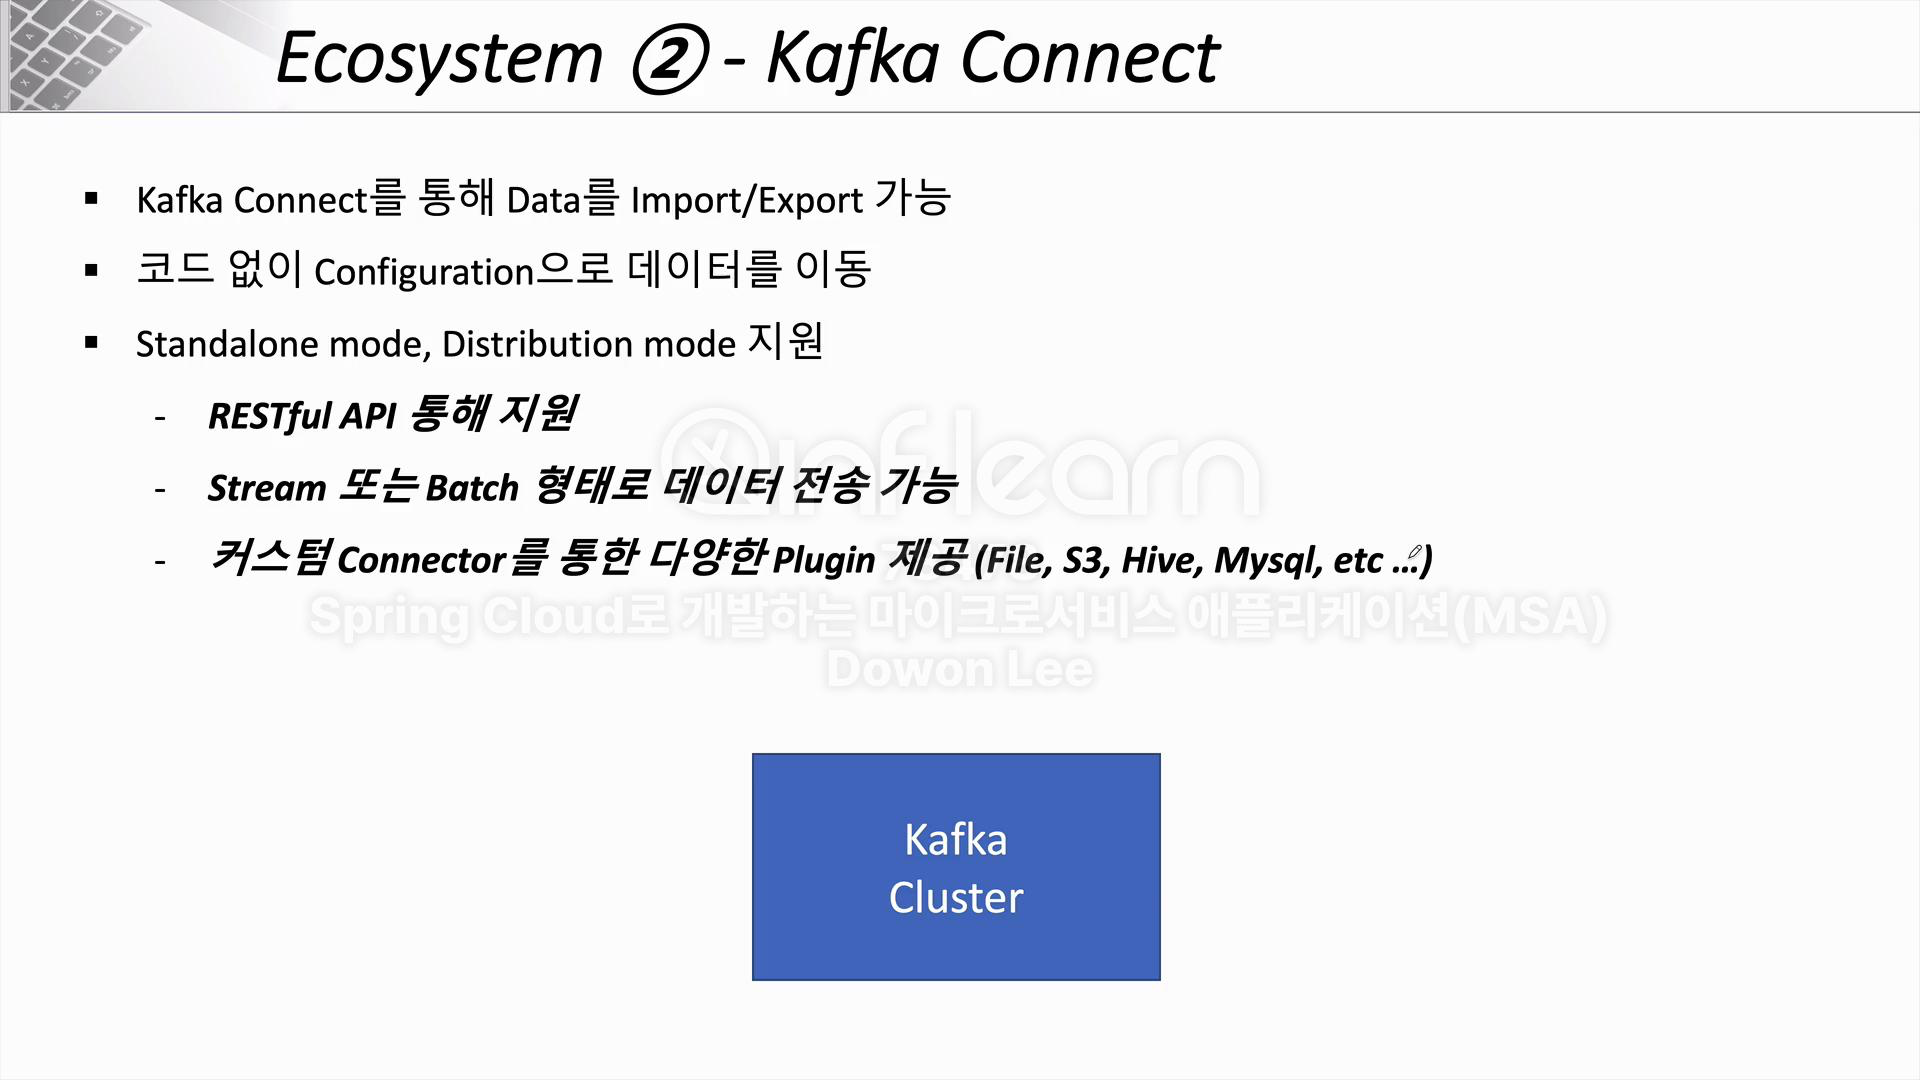 Ecosystem ② - Kafka Connect
▪ Kafka Connect를 통해 Data를 Import/Export 가능
▪ 코드 없이 Configuration으로 데이터를 이동
▪ Standalone mode, Distribution mode 지원
- RESTful API 통해 지원
- Stream 또는 Batch 형태로 데이터 전송 가능
- 커스텀 Connector를 통한 다양한 Plugin 제공 (File, S3, Hive, Mysql, etc ...)
inflearn
Spring Cloud로 개발하는 마이크로서비스 애플리케이션(MSA)
Dowon Lee
Kafka
Cluster